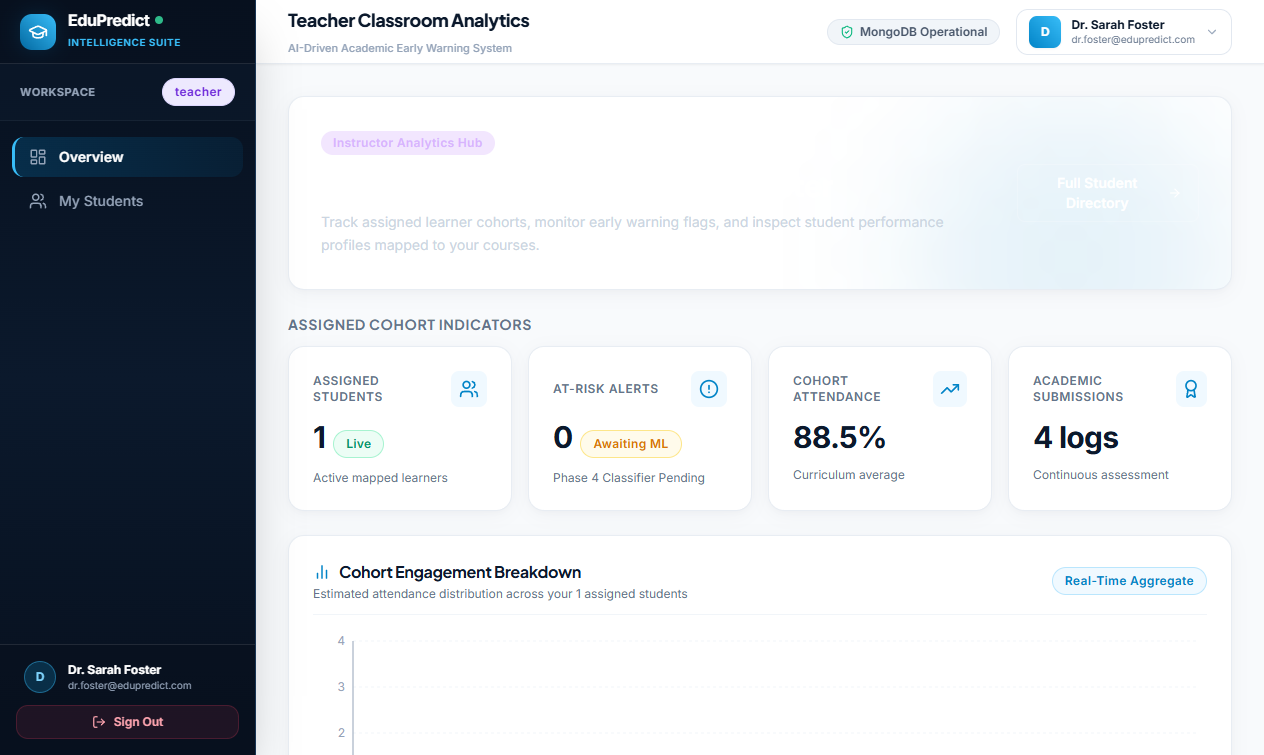 EduPredict
INTELLIGENCE SUITE
WORKSPACE
teacher
Overview
My Students
Dr. Sarah Foster
dr.foster@edupredict.com
D
Sign Out
Teacher Classroom Analytics
AI-Driven Academic Early Warning System
MongoDB Operational
D
Dr. Sarah Foster
dr.foster@edupredict.com
Instructor Analytics Hub
Track assigned learner cohorts, monitor early warning flags, and inspect student performance
profiles mapped to your courses.
Full Student
Directory
ASSIGNED COHORT INDICATORS
ASSIGNED
STUDENTS
1 Live
Active mapped learners
AT-RISK ALERTS
0 Awaiting ML
Phase 4 Classifier Pending
COHORT
ATTENDANCE
88.5%
Curriculum average
ACADEMIC
SUBMISSIONS
4 logs
Continuous assessment
Cohort Engagement Breakdown
Estimated attendance distribution across your 1 assigned students
Real-Time Aggregate
4
3
2